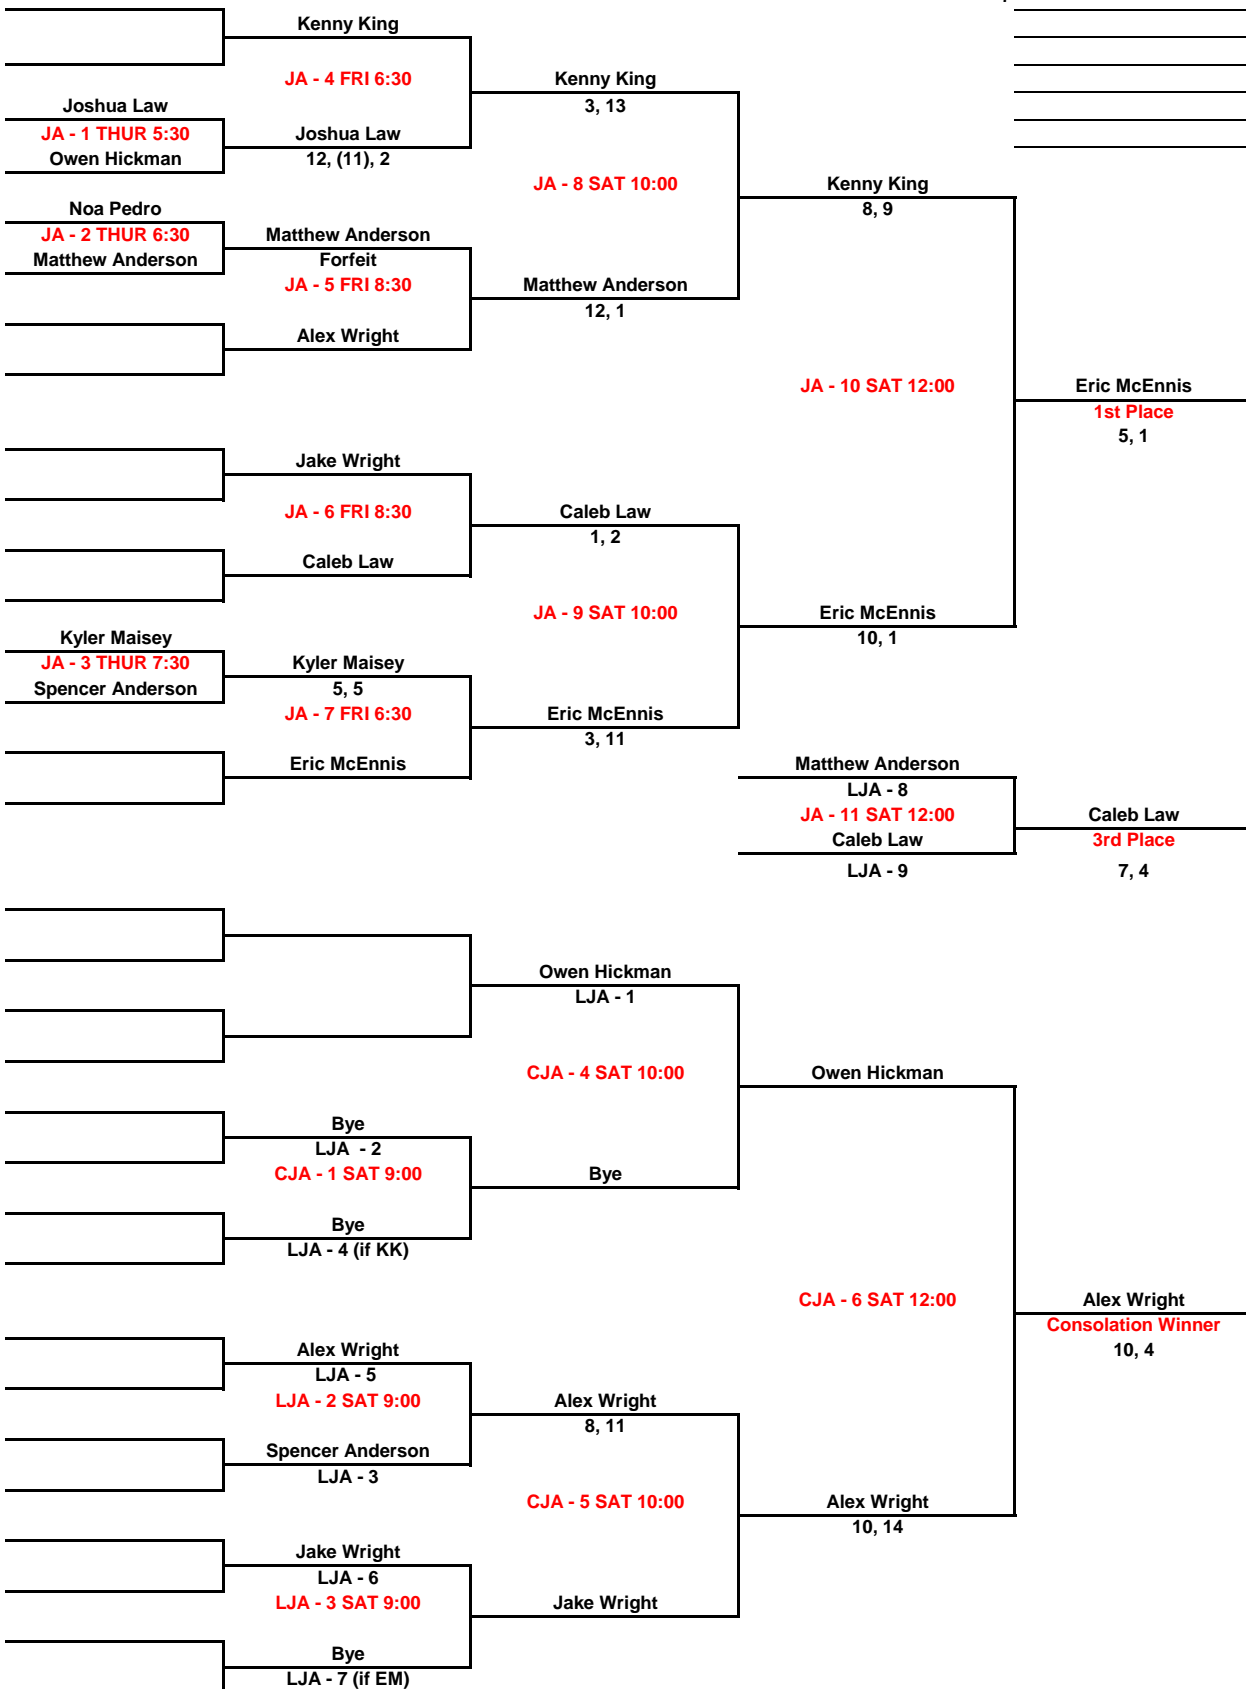 Kenny King
JA - 4 FRI 6:30
Kenny King
3, 13
Joshua Law
JA - 1 THUR 5:30
Owen Hickman
Joshua Law
12, (11), 2
JA - 8 SAT 10:00
Kenny King
8, 9
Noa Pedro
JA - 2 THUR 6:30
Matthew Anderson
Matthew Anderson
Forfeit
JA - 5 FRI 8:30
Matthew Anderson
12, 1
Alex Wright
JA - 10 SAT 12:00
Eric McEnnis
1st Place
5, 1
Jake Wright
JA - 6 FRI 8:30
Caleb Law
1, 2
Caleb Law
JA - 9 SAT 10:00
Eric McEnnis
10, 1
Kyler Maisey
JA - 3 THUR 7:30
Spencer Anderson
Kyler Maisey
5, 5
JA - 7 FRI 6:30
Eric McEnnis
3, 11
Eric McEnnis
Matthew Anderson
LJA - 8
JA - 11 SAT 12:00
Caleb Law
LJA - 9
Caleb Law
3rd Place
7, 4
Owen Hickman
LJA - 1
CJA - 4 SAT 10:00
Owen Hickman
Bye
LJA - 2
CJA - 1 SAT 9:00
Bye
Bye
LJA - 4 (if KK)
CJA - 6 SAT 12:00
Alex Wright
Consolation Winner
10, 4
Alex Wright
LJA - 5
LJA - 2 SAT 9:00
Alex Wright
8, 11
Spencer Anderson
LJA - 3
CJA - 5 SAT 10:00
Alex Wright
10, 14
Jake Wright
LJA - 6
LJA - 3 SAT 9:00
Jake Wright
Bye
LJA - 7 (if EM)